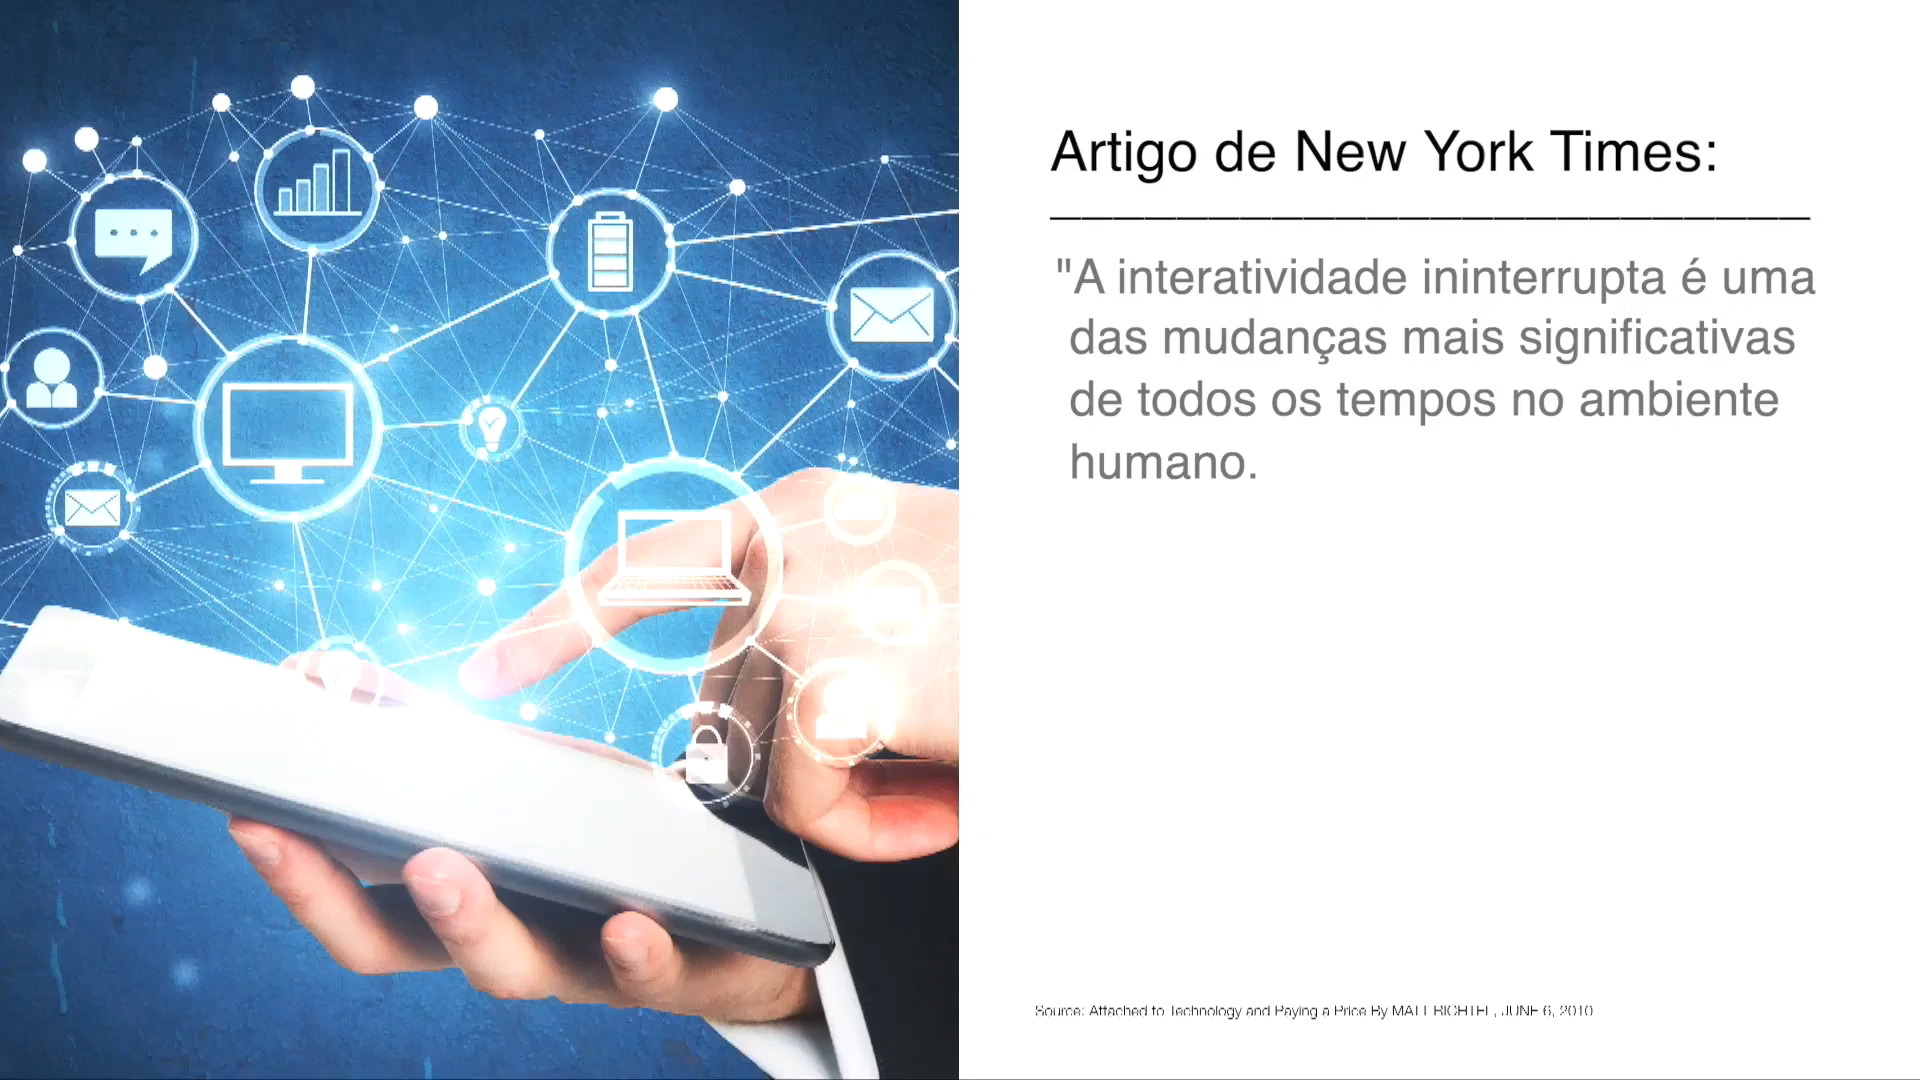 Artigo de New York Times:
"A interatividade ininterrupta é uma
das mudanças mais significativas
de todos os tempos no ambiente
humano.
Source: Attached to Technology and Paying a Price By MATT RICHTEL, JUNE 6, 2010